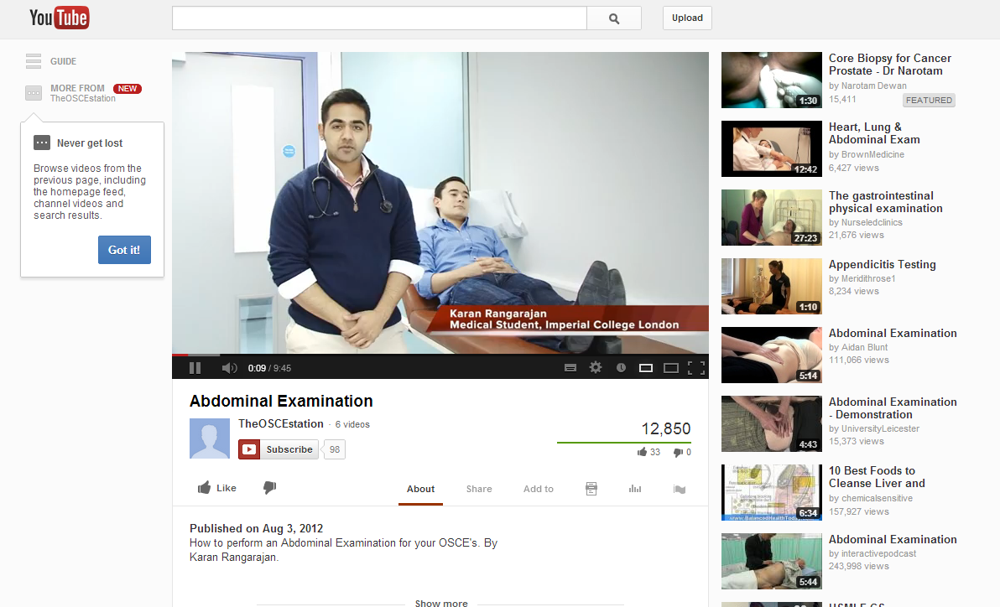 YouTube
Upload
GUIDE
MORE FROM NEW
TheOSCEstation
Never get lost
Browse videos from the
previous page, including
the homepage feed,
channel videos and
search results.
Got it!
Karan Rangarajan
Medical Student, Imperial College London
0:09 / 9:45
Abdominal Examination
TheOSCEstation · 6 videos
Subscribe 98
12,850
33 0
Like
About Share Add to
Published on Aug 3, 2012
How to perform an Abdominal Examination for your OSCE's. By
Karan Rangarajan.
Show more
1:30
Core Biopsy for Cancer
Prostate - Dr Narotam
by Narotam Dewan
15,411 FEATURED
12:42
Heart, Lung &
Abdominal Exam
by BrownMedicine
6,427 views
27:23
The gastrointestinal
physical examination
by Nurseledclinics
21,676 views
1:10
Appendicitis Testing
by Meridithrose1
8,234 views
5:14
Abdominal Examination
by Aidan Blunt
111,066 views
4:43
Abdominal Examination
- Demonstration
by UniversityLeicester
15,373 views
6:34
www.BalancedHealthToday
10 Best Foods to
Cleanse Liver and
by chemicalsensitive
157,927 views
5:44
Abdominal Examination
by interactivepodcast
243,998 views
USMLE CS